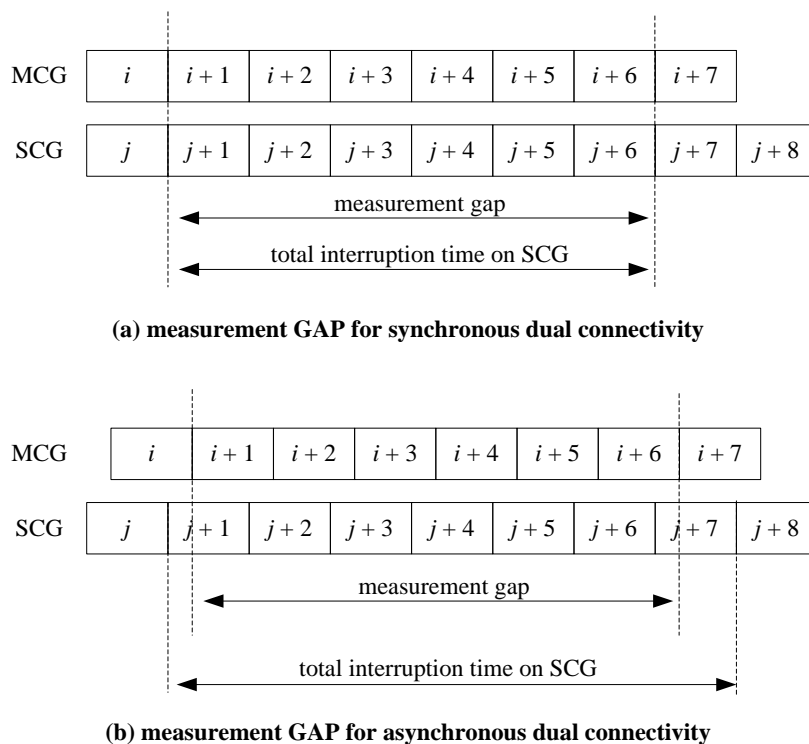 MCG i i + 1 i + 2 i + 3 i + 4 i + 5 i + 6 i + 7
SCG j j + 1 j + 2 j + 3 j + 4 j + 5 j + 6 j + 7 j + 8
measurement gap
total interruption time on SCG
(a) measurement GAP for synchronous dual connectivity
MCG i i + 1 i + 2 i + 3 i + 4 i + 5 i + 6 i + 7
SCG j j + 1 j + 2 j + 3 j + 4 j + 5 j + 6 j + 7 j + 8
measurement gap
total interruption time on SCG
(b) measurement GAP for asynchronous dual connectivity